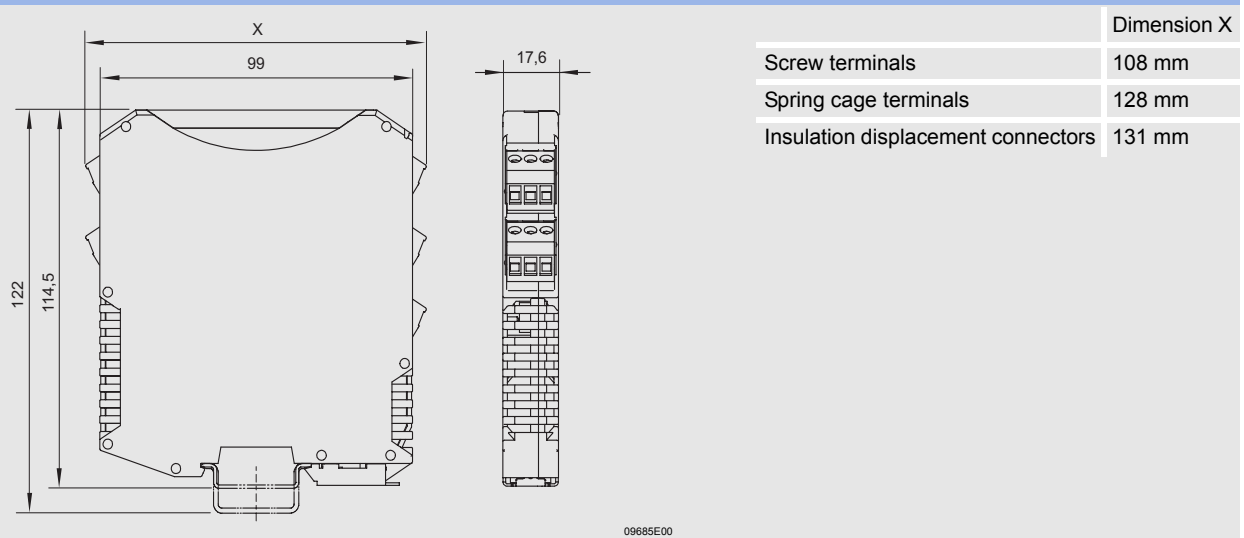 X
99
17,6
122
114,5
09685E00
Dimension X
Screw terminals 108 mm
Spring cage terminals 128 mm
Insulation displacement connectors 131 mm